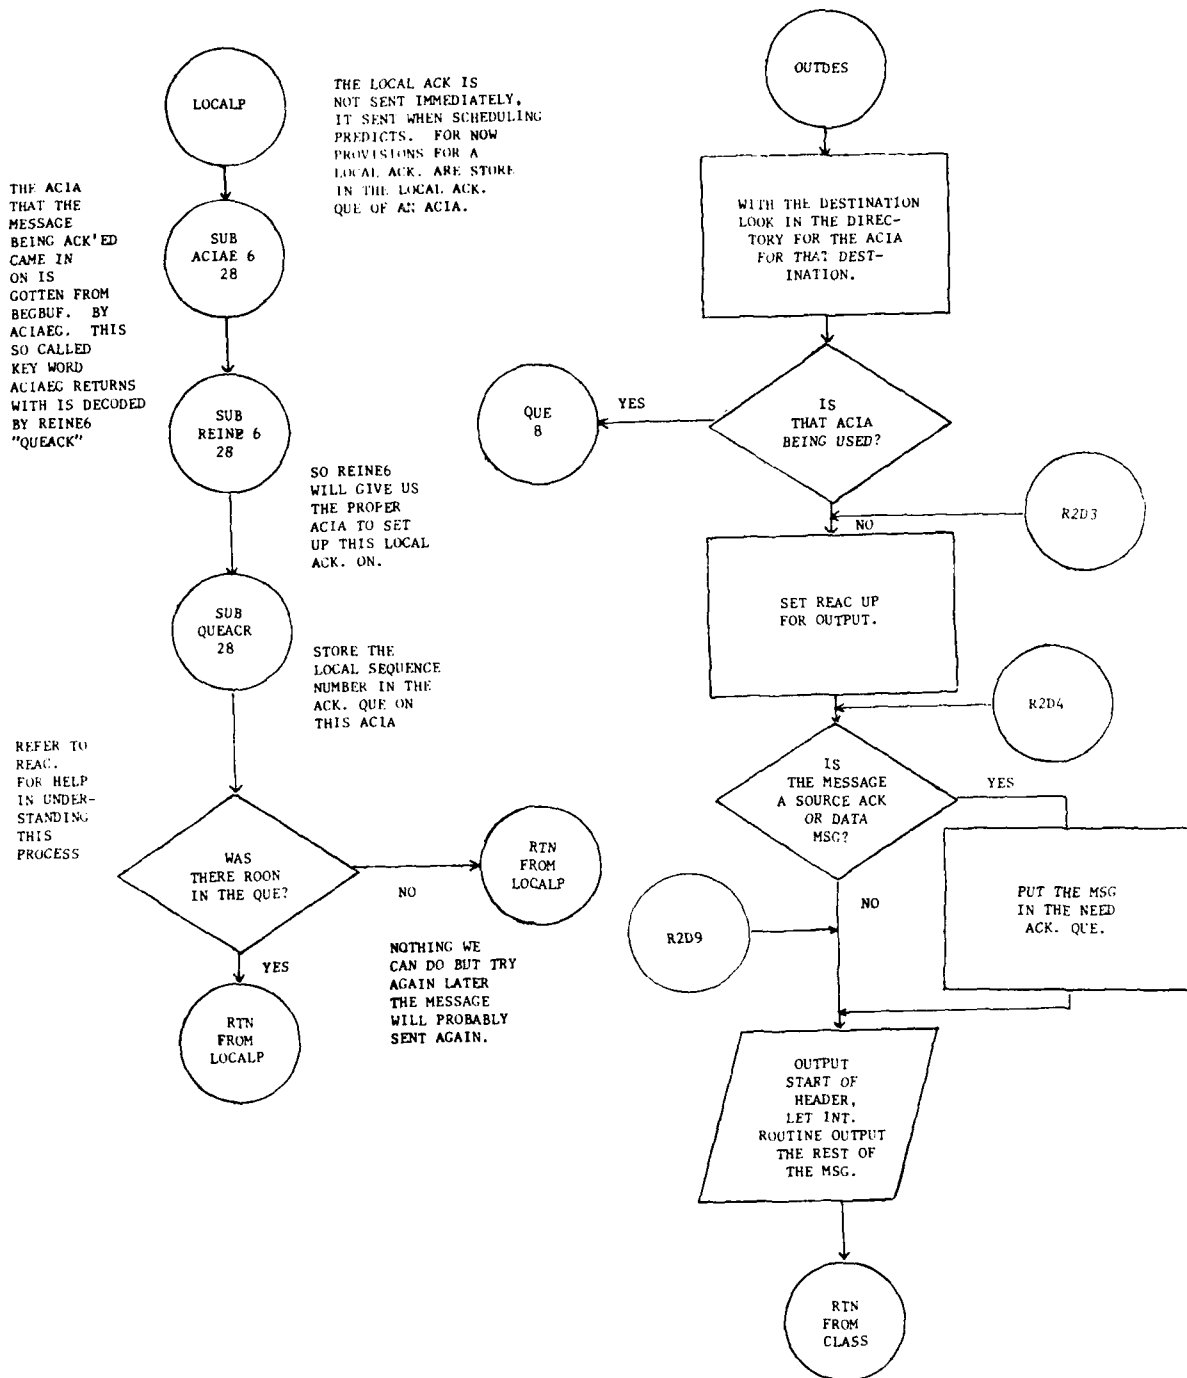 LOCALP
THE LOCAL ACK IS
NOT SENT IMMEDIATELY,
IT SENT WHEN SCHEDULING
PREDICTS. FOR NOW
PROVISIONS FOR A
LOCAL ACK. ARE STORE
IN THE LOCAL ACK.
QUE OF AN ACIA.
THE ACIA
THAT THE
MESSAGE
BEING ACK'ED
CAME IN
ON IS
GOTTEN FROM
BEGBUF. BY
ACIAEG. THIS
SO CALLED
KEY WORD
ACIAEG RETURNS
WITH IS DECODED
BY REINE6
"QUEACK"
SUB
ACIAE 6
28
SUB
REINE 6
28
SO REINE6
WILL GIVE US
THE PROPER
ACIA TO SET
UP THIS LOCAL
ACK. ON.
SUB
QUEACR
28
STORE THE
LOCAL SEQUENCE
NUMBER IN THE
ACK. QUE ON
THIS ACIA
REFER TO
REAC.
FOR HELP
IN UNDER-
STANDING
THIS
PROCESS
WAS
THERE ROON
IN THE QUE?
NO
RTN
FROM
LOCALP
NOTHING WE
CAN DO BUT TRY
AGAIN LATER
THE MESSAGE
WILL PROBABLY
SENT AGAIN.
YES
RTN
FROM
LOCALP
OUTDES
WITH THE DESTINATION
LOOK IN THE DIREC-
TORY FOR THE ACIA
FOR THAT DEST-
INATION.
IS
THAT ACIA
BEING USED?
YES
QUE
8
NO
R2D3
SET REAC UP
FOR OUTPUT.
R2D4
IS
THE MESSAGE
A SOURCE ACK
OR DATA
MSG?
YES
PUT THE MSG
IN THE NEED
ACK. QUE.
NO
R2D9
OUTPUT
START OF
HEADER,
LET INT.
ROUTINE OUTPUT
THE REST OF
THE MSG.
RTN
FROM
CLASS